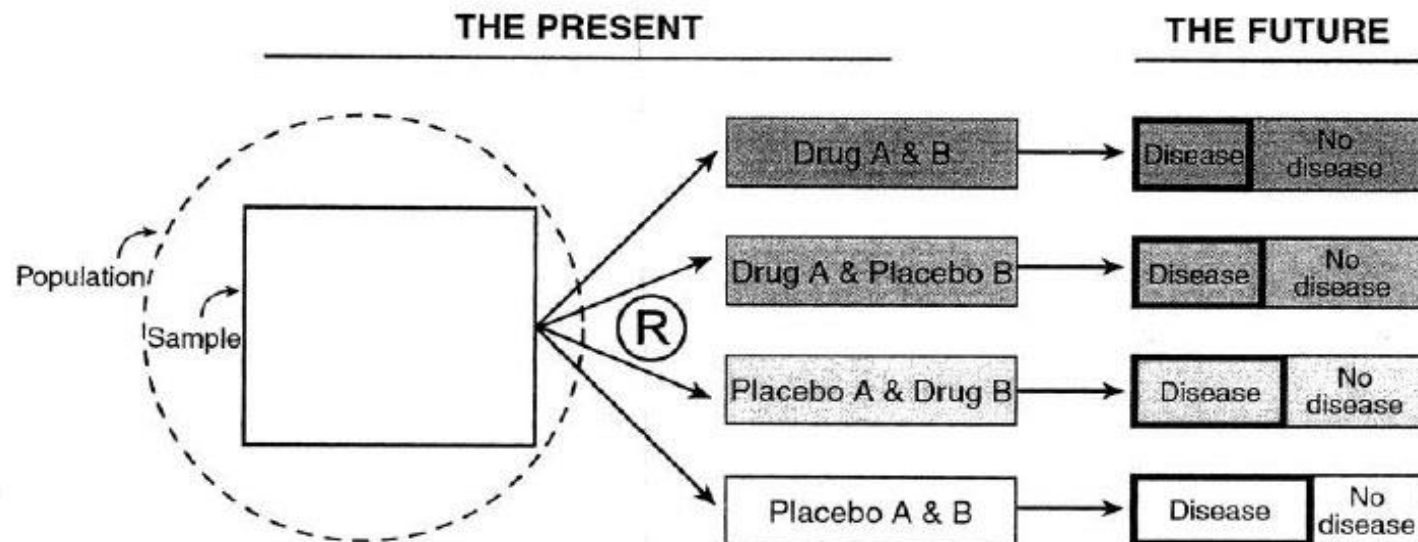 THE PRESENT
THE FUTURE
Population
Sample
R
Drug A & B
Disease
No
disease
Drug A & Placebo B
Disease
No
disease
Placebo A & Drug B
Disease
No
disease
Placebo A & B
Disease
No
disease